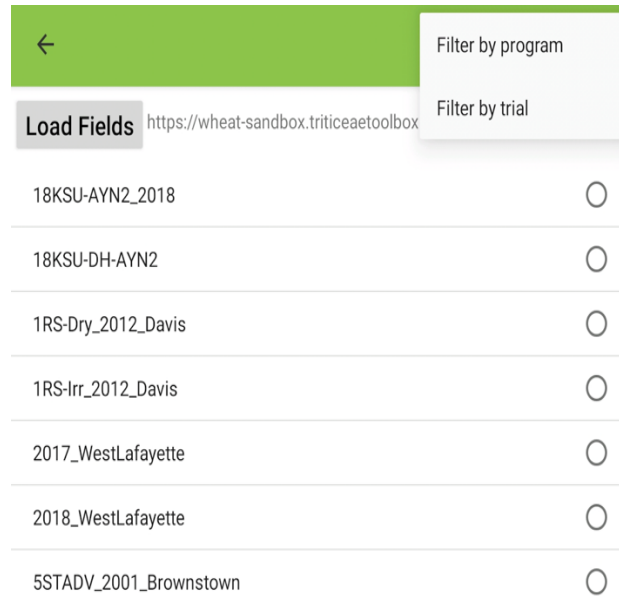 Filter by program
Filter by trial
Load Fields https://wheat-sandbox.triticeaetoolbox
18KSU-AYN2_2018
18KSU-DH-AYN2
1RS-Dry_2012_Davis
1RS-Irr_2012_Davis
2017_WestLafayette
2018_WestLafayette
5STADV_2001_Brownstown